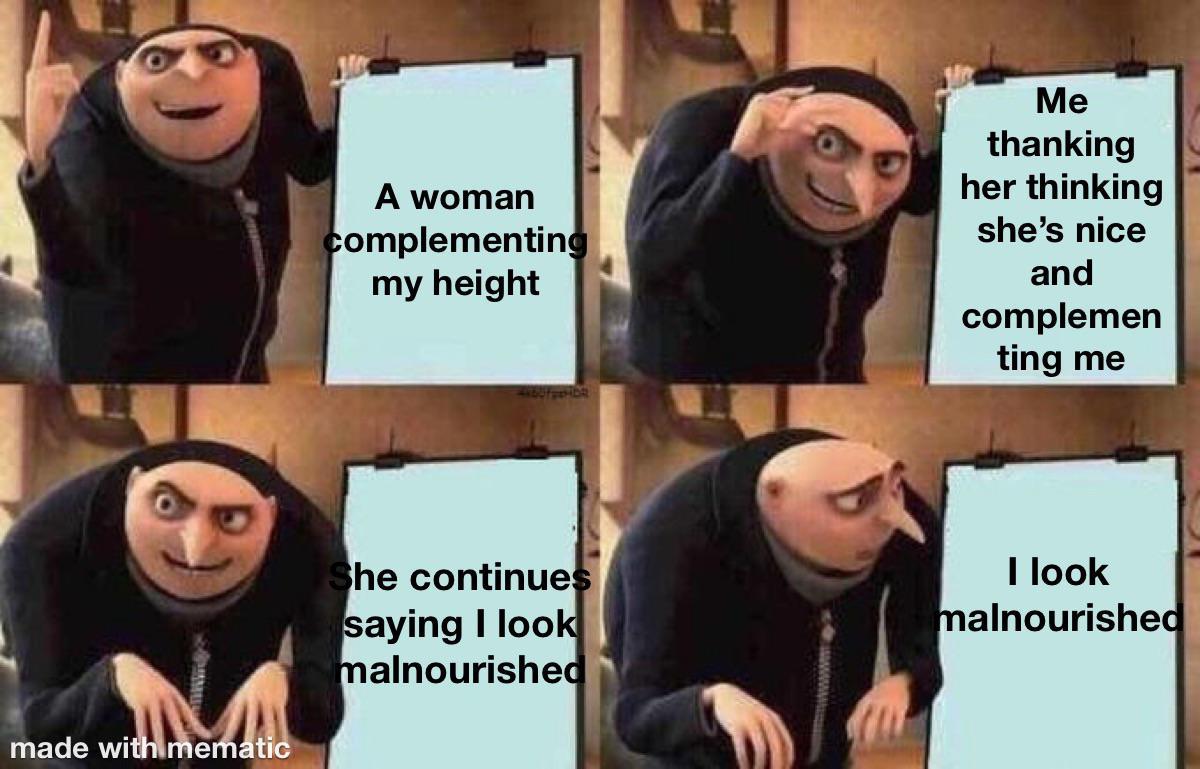 A woman
complementing
my height
Me
thanking
her thinking
she's nice
and
complemen
ting me
She continues
saying I look
malnourished
I look
malnourished
made with mematic